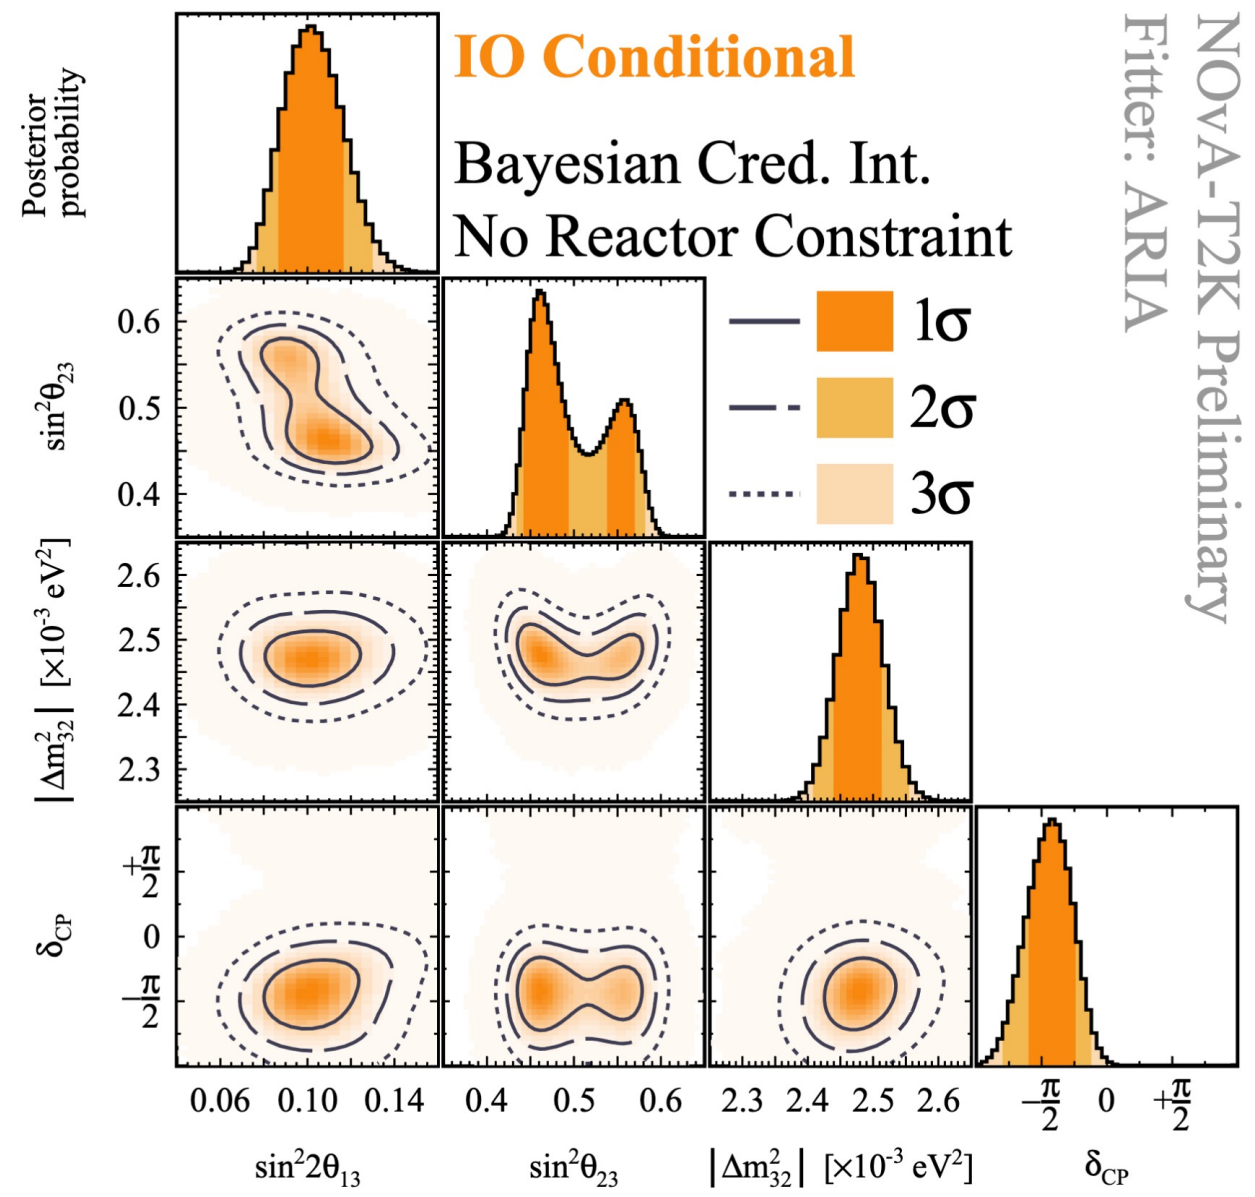 IO Conditional
Bayesian Cred. Int.
No Reactor Constraint
NOvA-T2K Preliminary
Fitter: ARIA
Posterior
probability
1σ
2σ
3σ
sin²θ₂₃
0.6
0.5
0.4
|Δm²₃₂| [×10⁻³ eV²]
2.6
2.5
2.4
2.3
δCP
+π/2
0
−π/2
0.06 0.10 0.14
0.4 0.5 0.6
2.3 2.4 2.5 2.6
−π/2 0 +π/2
sin²2θ₁₃
sin²θ₂₃
|Δm²₃₂| [×10⁻³ eV²]
δCP